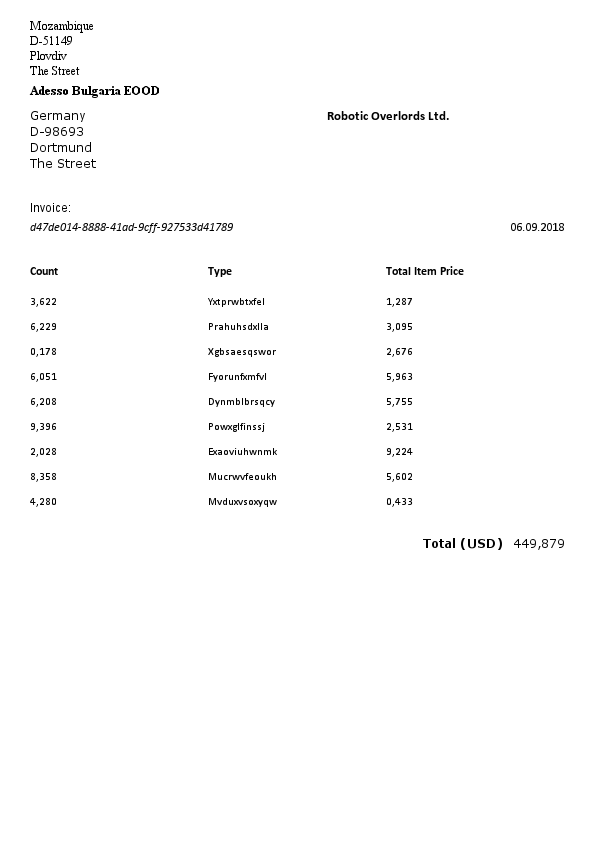 Mozambique
D-51149
Plovdiv
The Street
Adesso Bulgaria EOOD
Germany
Robotic Overlords Ltd.
D-98693
Dortmund
The Street
Invoice:
d47de014-8888-41ad-9cff-927533d41789 06.09.2018
Count Type Total Item Price
3,622 Yxtprwbtxfel 1,287
6,229 Prahuhsdxlla 3,095
0,178 Xgbsaesqswor 2,676
6,051 Fyorunfxmfvl 5,963
6,208 Dynmblbrsqcy 5,755
9,396 Powxglfinssj 2,531
2,028 Exaoviuhwnmk 9,224
8,358 Mucrwvfeoukh 5,602
4,280 Mvduxvsoxyqw 0,433
Total (USD) 449,879